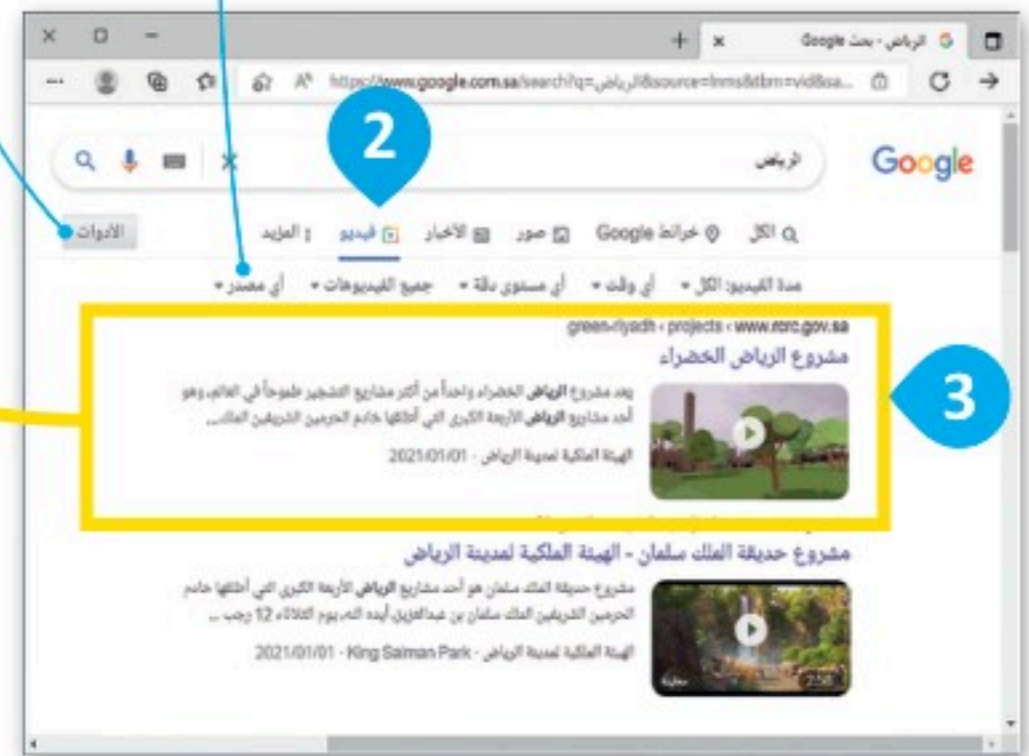 الرياض - بحث Google
https://www.google.com.sa/search?q=الرياض&source=lnms&tbm=vid&sa...
2
Google
الرياض
الكل خرائط Google صور الأخبار فيديو المزيد الأدوات
مدة الفيديو: الكل أي وقت أي مستوى دقة جميع الفيديوهات أي مصدر
www.rcrc.gov.sa › projects › green-riyadh
مشروع الرياض الخضراء
3
يعد مشروع الرياض الخضراء واحداً من أكثر مشاريع التشجير طموحاً في العالم، وهو
أحد مشاريع الرياض الأربعة الكبرى التي أطلقها خادم الحرمين الشريفين الملك...
الهيئة الملكية لمدينة الرياض - 2021/01/01
مشروع حديقة الملك سلمان - الهيئة الملكية لمدينة الرياض
مشروع حديقة الملك سلمان هو أحد مشاريع الرياض الأربعة الكبرى التي أطلقها خادم
الحرمين الشريفين الملك سلمان بن عبدالعزيز، أيده الله، يوم الثلاثاء 12 رجب ...
الهيئة الملكية لمدينة الرياض - King Salman Park - 2021/01/01
معاينة
2:58